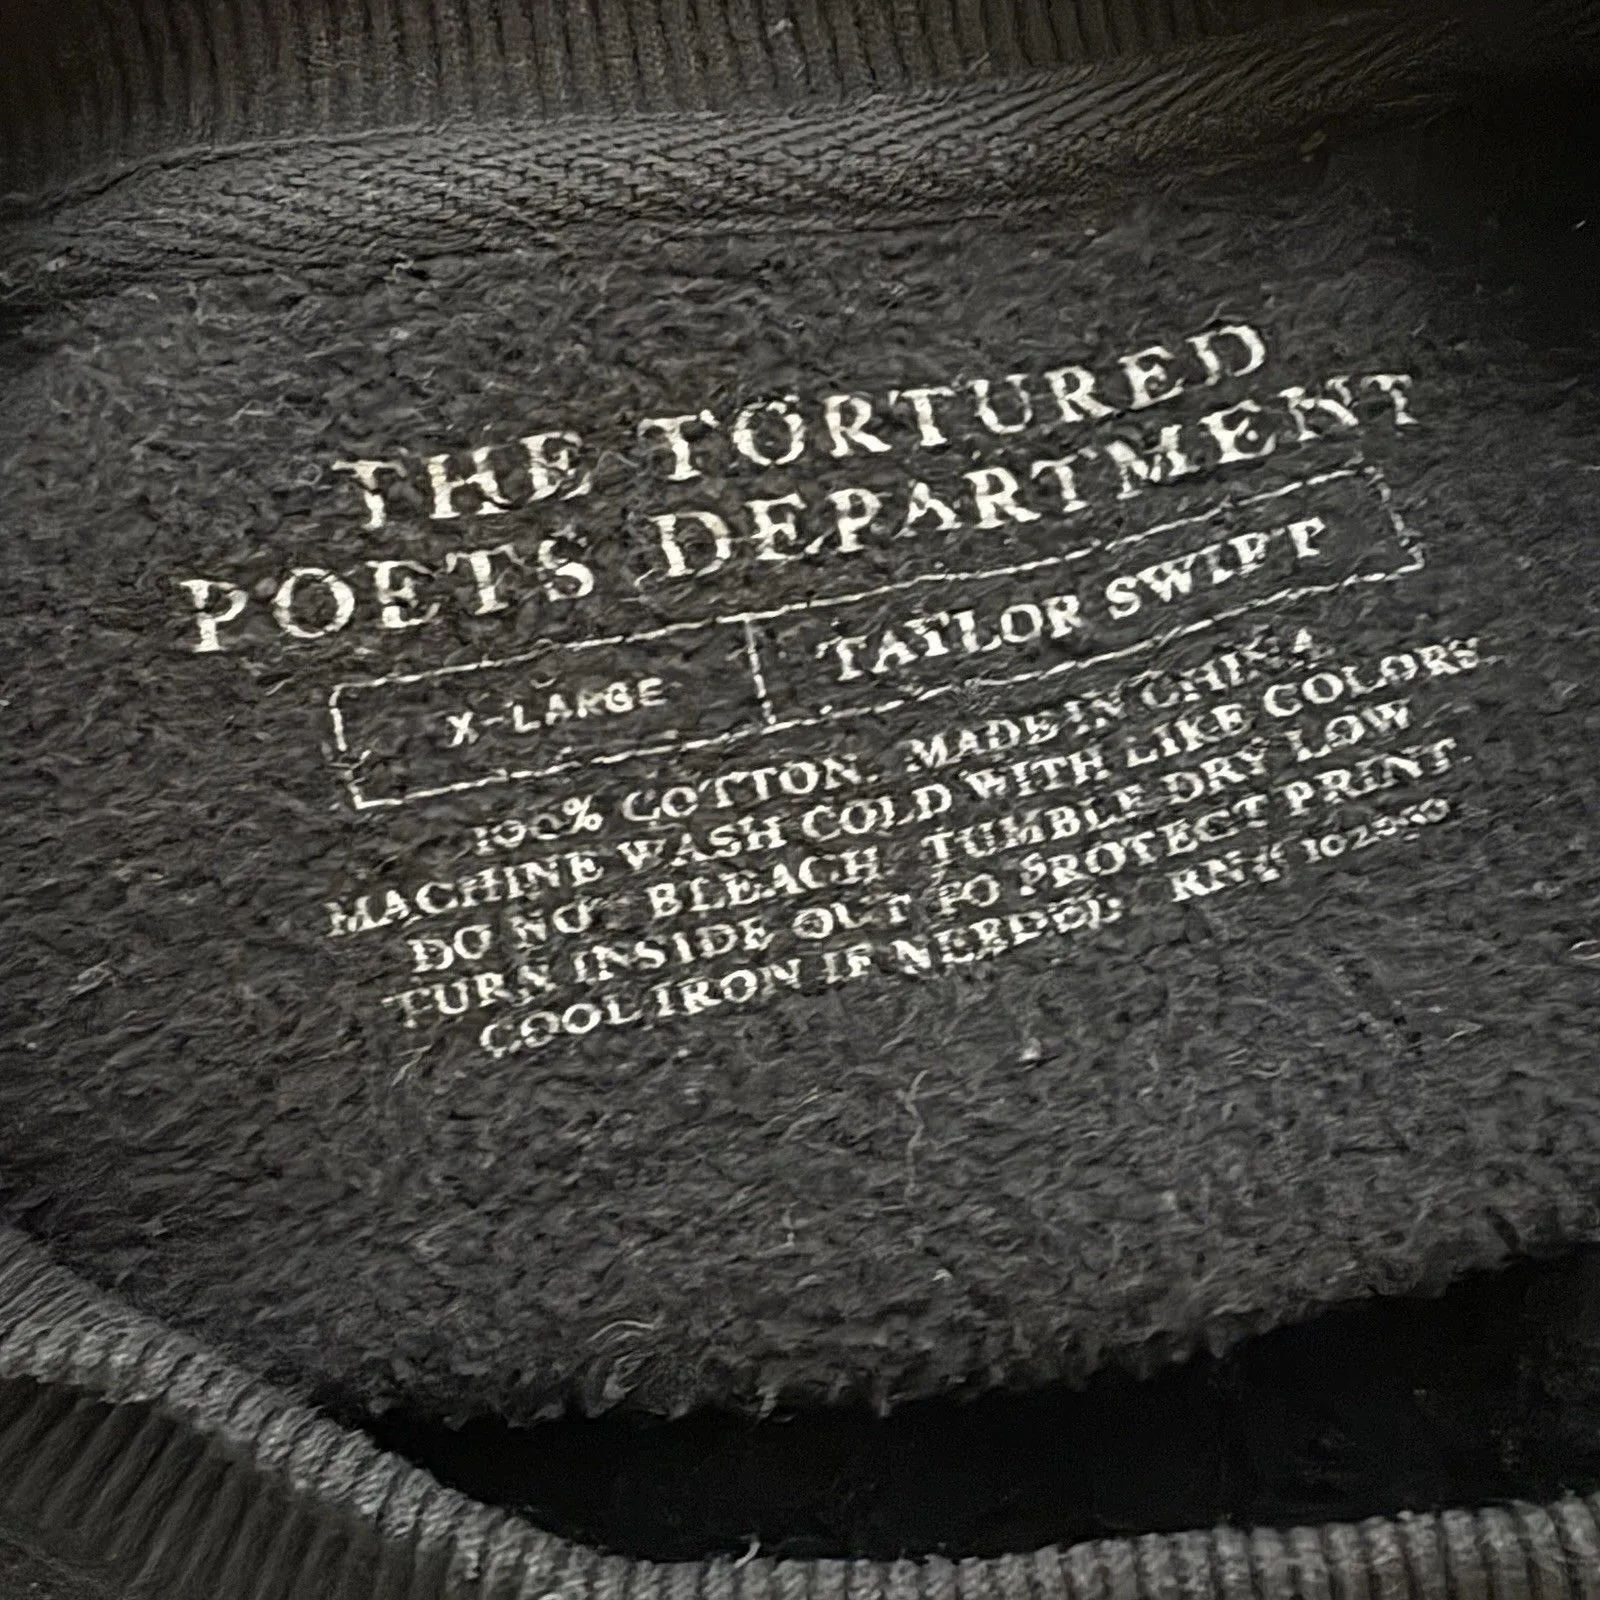 THE TORTURED
POETS DEPARTMENT
X-LARGE TAYLOR SWIFT
100% COTTON. MADE IN CHINA
MACHINE WASH COLD WITH LIKE COLORS.
DO NOT BLEACH. TUMBLE DRY LOW
TURN INSIDE OUT TO PROTECT PRINT.
COOL IRON IF NEEDED. RN#